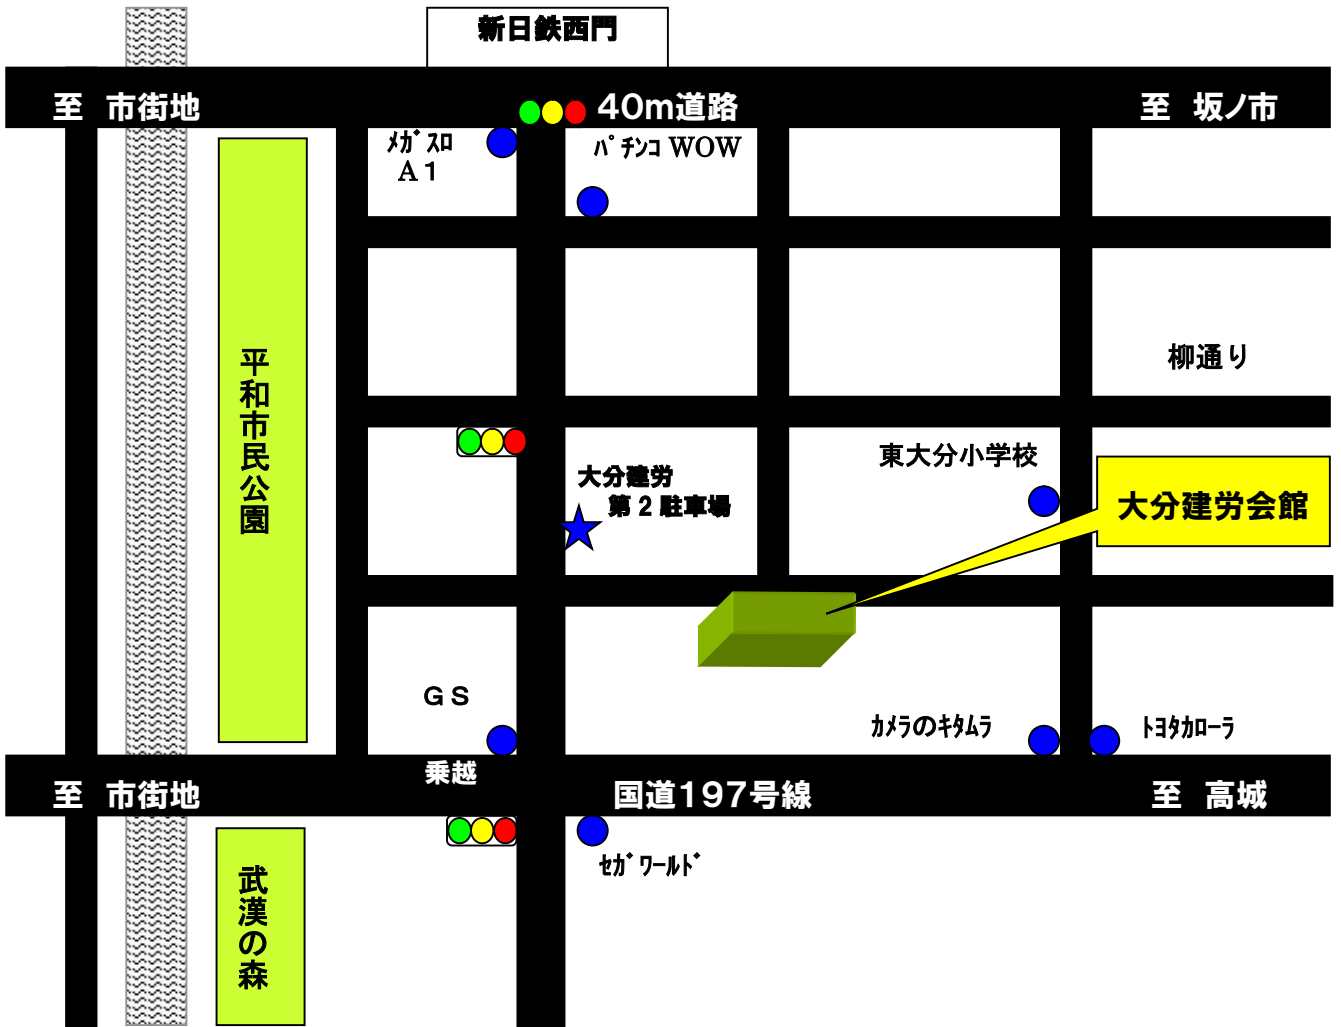 新日鉄西門
至　市街地
40m道路
至　坂ノ市
ﾒｶﾞｽﾛ
A１
ﾊﾟﾁﾝｺ WOW
柳通り
平和市民公園
東大分小学校
大分建労
第２駐車場
大分建労会館
ＧＳ
カメラのｷﾀﾑﾗ
ﾄﾖﾀｶﾛｰﾗ
乗越
至　市街地
国道197号線
至　高城
ｾｶﾞﾜｰﾙﾄﾞ
武漢の森